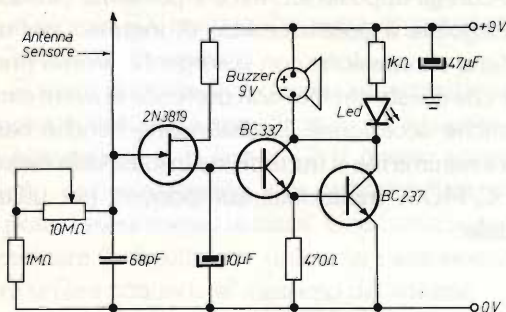 +9V
Antenna
Sensore
Buzzer
9V
1KΩ
47µF
Led
2N3819
BC337
BC237
10MΩ
1MΩ
68pF
10µF
470Ω
0V